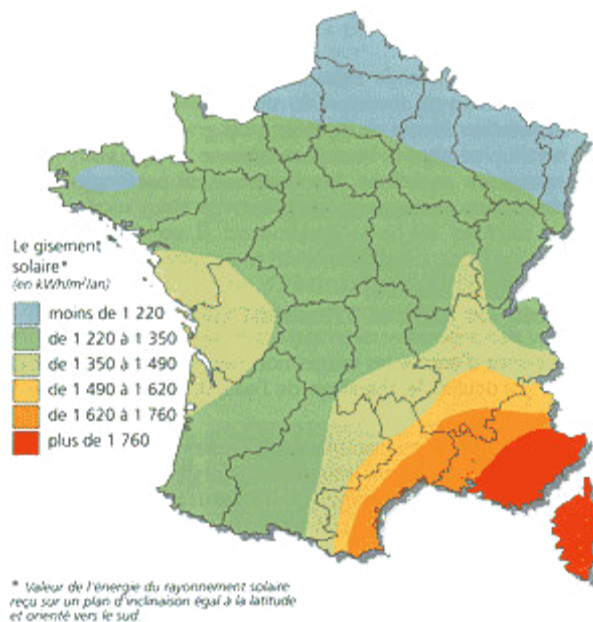 Le gisement
solaire*
(en kWh/m²/an)
moins de 1 220
de 1 220 à 1 350
de 1 350 à 1 490
de 1 490 à 1 620
de 1 620 à 1 760
plus de 1 760
* Valeur de l'énergie du rayonnement solaire
reçu sur un plan d'inclinaison égal à la latitude
et orienté vers le sud.